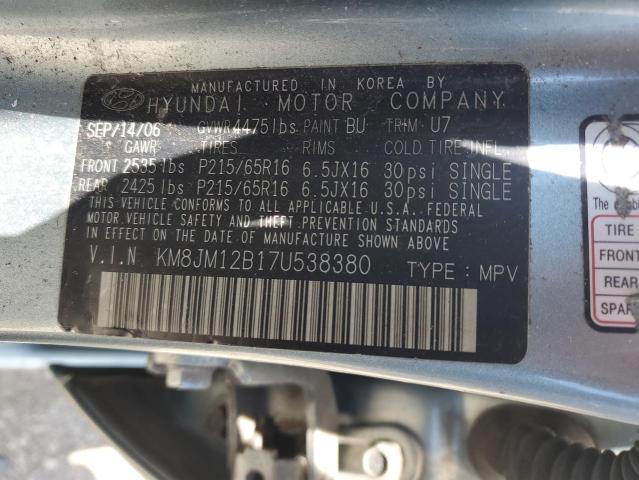 MANUFACTURED IN KOREA BY
HYUNDAI MOTOR COMPANY
SEP/14/06 GVWR 4475lbs PAINT BU TRIM U7
GAWR TIRES RIMS COLD TIRE INFL.
FRONT 2535lbs P215/65R16 6.5JX16 30psi SINGLE
REAR 2425lbs P215/65R16 6.5JX16 30psi SINGLE
THIS VEHICLE CONFORMS TO ALL APPLICABLE U.S.A. FEDERAL
MOTOR VEHICLE SAFETY AND THEFT PREVENTION STANDARDS
IN EFFECT ON THE DATE OF MANUFACTURE SHOWN ABOVE.
V.I.N KM8JM12B17U538380 TYPE: MPV
The
TIRE
FRONT
REAR